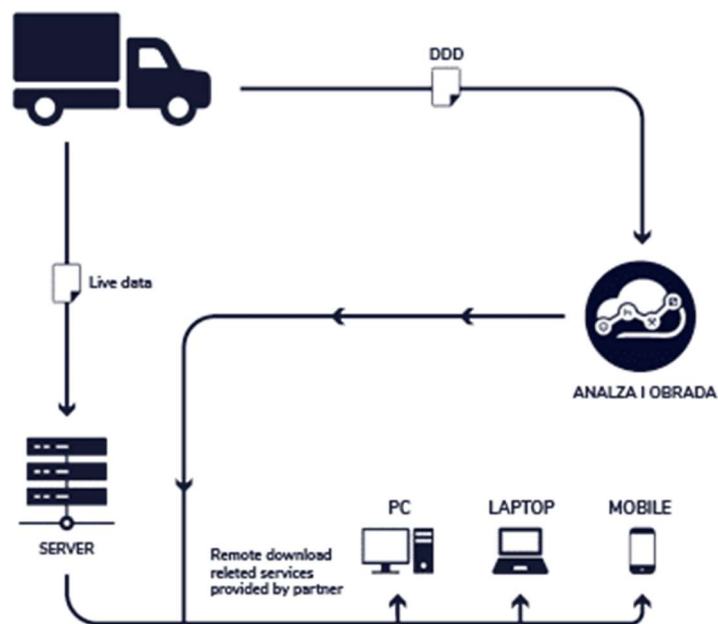 DDD
Live data
ANALZA I OBRADA
SERVER
PC
LAPTOP
MOBILE
Remote download
releted services
provided by partner